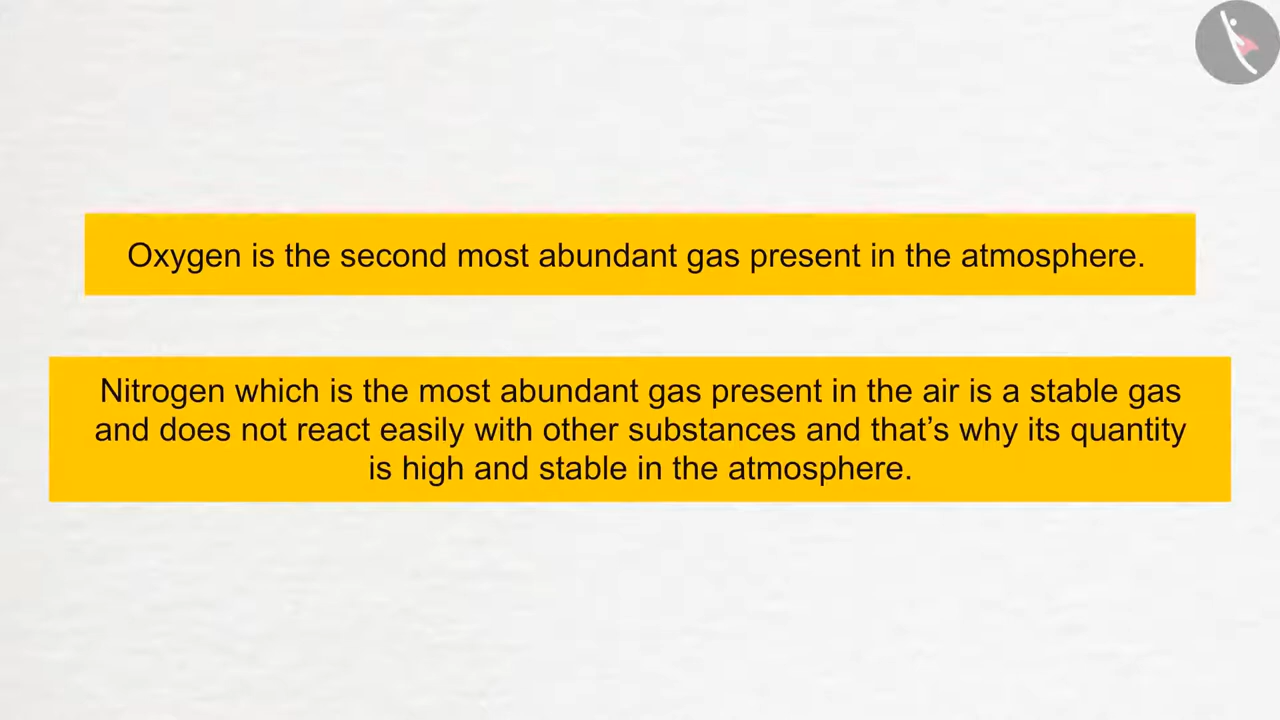 Oxygen is the second most abundant gas present in the atmosphere.
Nitrogen which is the most abundant gas present in the air is a stable gas
and does not react easily with other substances and that’s why its quantity
is high and stable in the atmosphere.